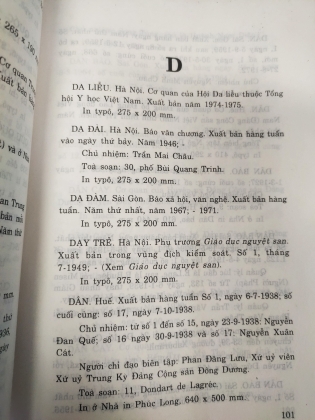 D
DA LIỄU. Hà Nội. Cơ quan của Hội Da liễu thuộc Tổng
hội Y học Việt Nam. Xuất bản năm 1974-1975.
In typô, 275 x 200 mm.
DẠ ĐÀI. Hà Nội. Báo văn chương. Xuất bản hàng tuần
vào ngày thứ bảy. Năm 1946; -
Chủ nhiệm: Trần Mai Châu.
Toà soạn: 30, phố Bùi Quang Trinh.
In typô, 275 x 200 mm.
DẠ ĐÀM. Sài Gòn. Báo xã hội, văn nghệ. Xuất bản hàng
tuần. Năm thứ nhất, năm 1967; - 1971.
In typô, 275 x 200 mm.
DẠY TRẺ. Hà Nội. Phụ trương Giáo dục nguyệt san.
Xuất bản trong vùng địch kiểm soát. Số 1, tháng
7-1949; - (Xem Giáo dục nguyệt san).
In typô, 275 x 200 mm.
DÂN. Huế. Xuất bản hàng tuần Số 1, ngày 6-7-1938; số
cuối cùng: số 17, ngày 7-10-1938.
Chủ nhiệm: từ số 1 đến số 15, ngày 23-9-1938: Nguyễn
Đan Quế; số 16 ngày 30-9-1938 và số 17: Nguyễn Xuân
Cát.
Người chỉ đạo biên tập: Phan Đăng Lưu, Xứ uỷ viên
Xứ uỷ Trung Kỳ Đảng Cộng sản Đông Dương.
Toà soạn: 11, Dondart de Lagrée.
In ở Nhà in Phúc Long. 640 x 500 mm.
101